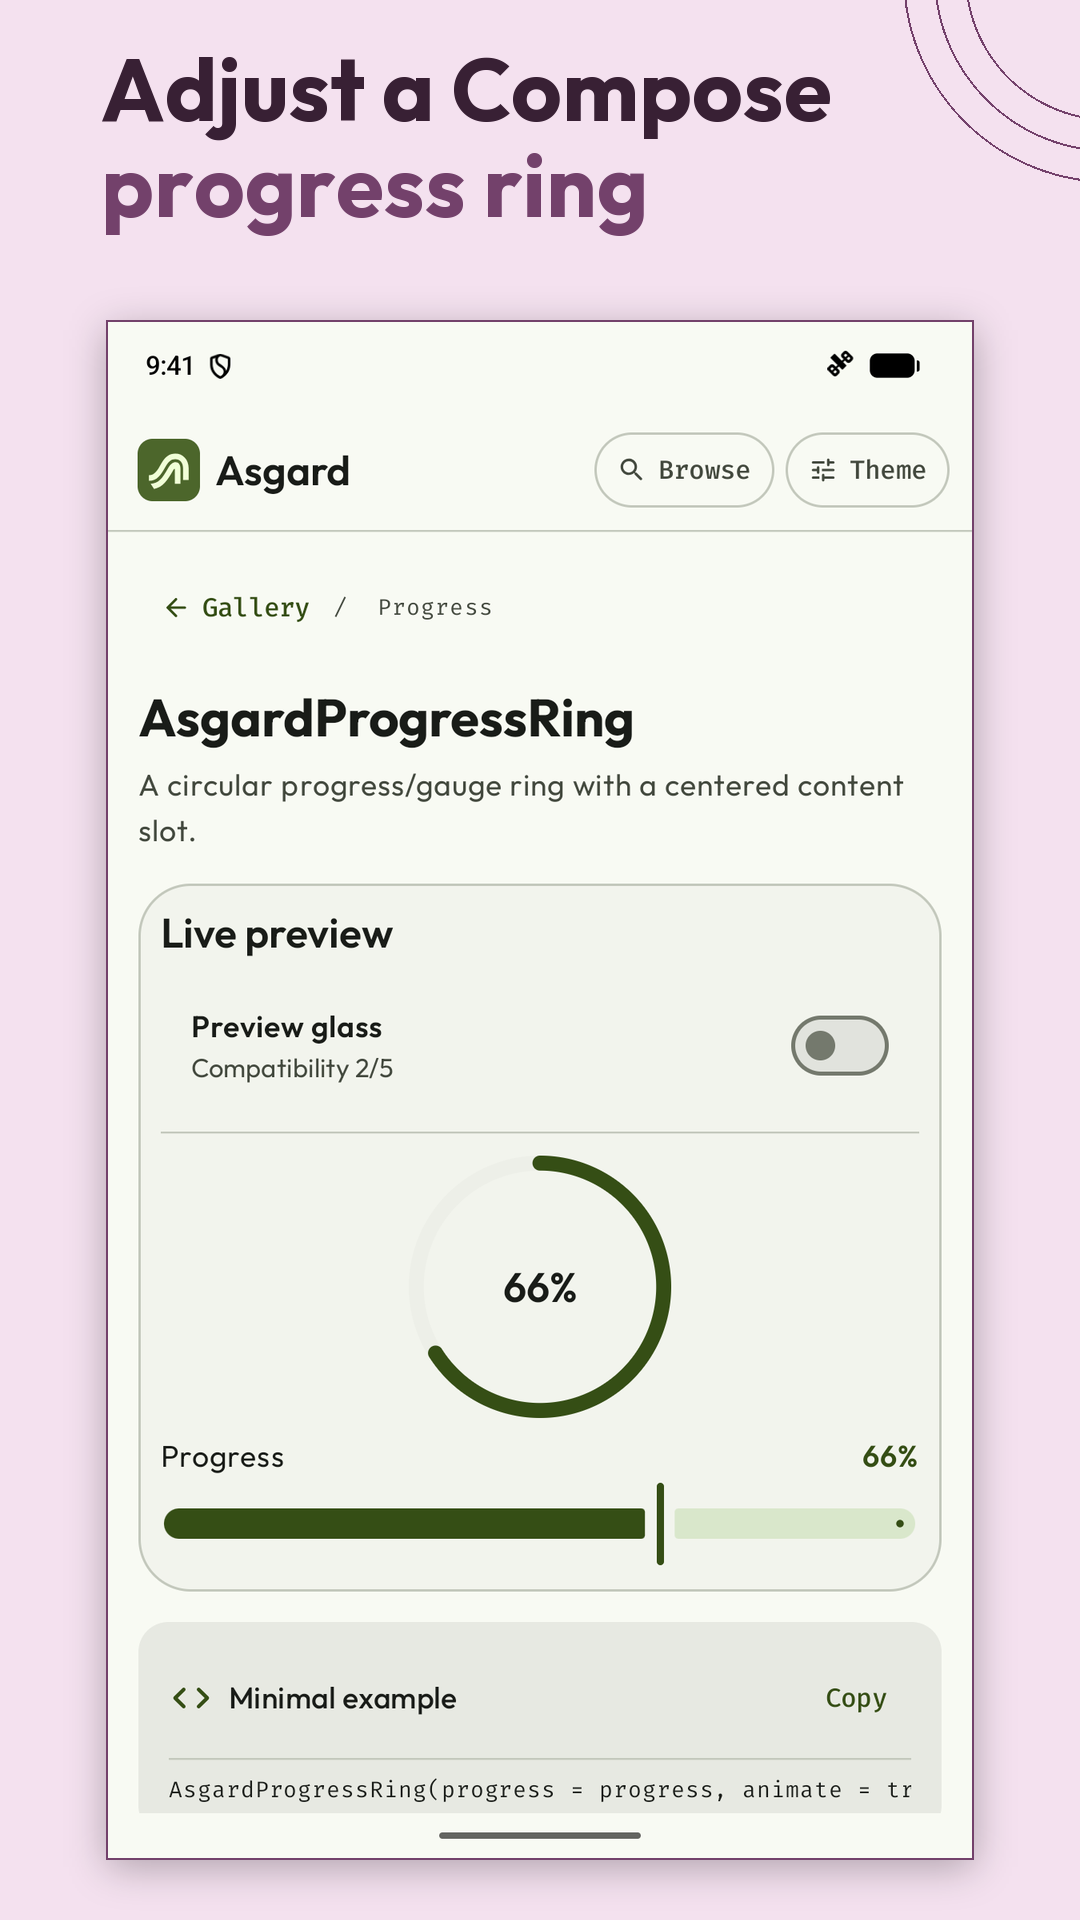 Adjust a Compose
progress ring
9:41
Asgard
Browse
Theme
← Gallery / Progress
AsgardProgressRing
A circular progress/gauge ring with a centered content
slot.
Live preview
Preview glass
Compatibility 2/5
66%
Progress 66%
<> Minimal example
Copy
AsgardProgressRing(progress = progress, animate = tr